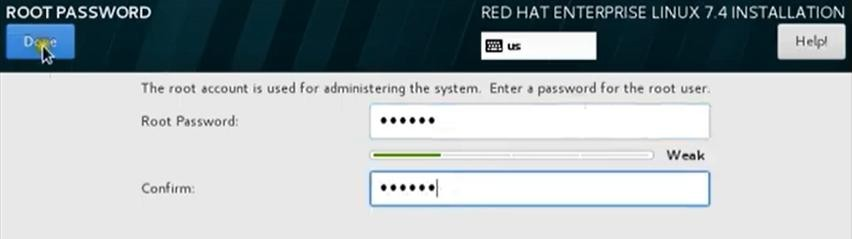 ROOT PASSWORD
RED HAT ENTERPRISE LINUX 7.4 INSTALLATION
Done
us
Help!
The root account is used for administering the system. Enter a password for the root user.
Root Password:
●●●●●●
Weak
Confirm:
●●●●●●